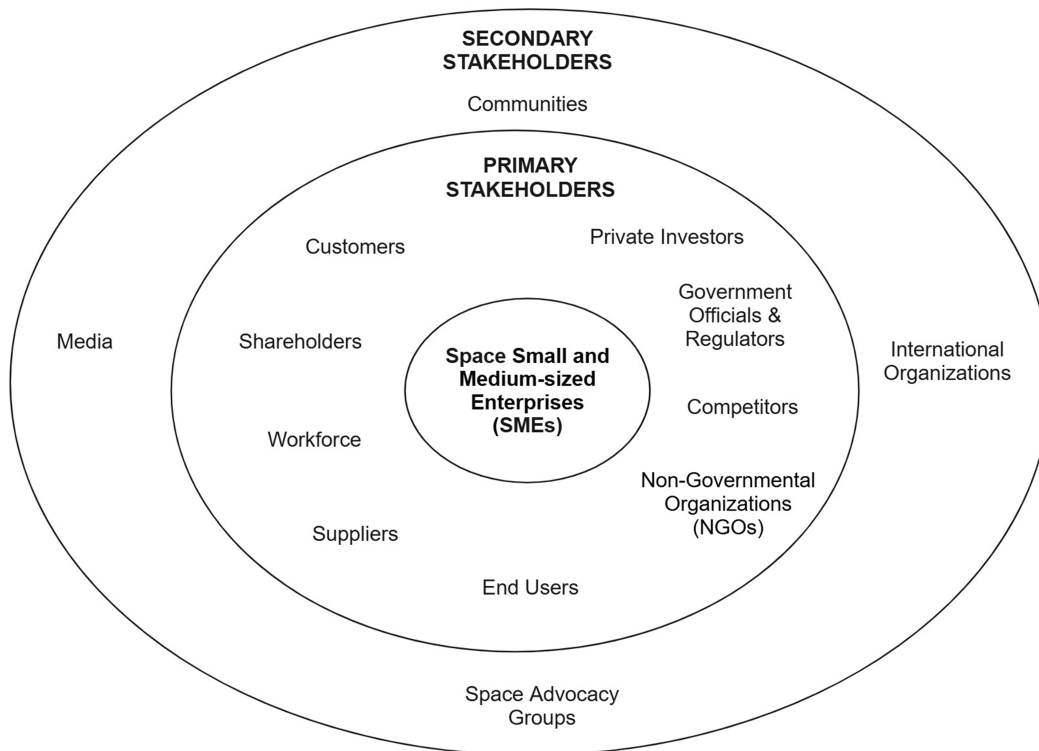 SECONDARY
STAKEHOLDERS
Communities
PRIMARY
STAKEHOLDERS
Customers
Private Investors
Government
Officials &
Regulators
Media
Shareholders
Space Small and
Medium-sized
Enterprises
(SMEs)
International
Organizations
Competitors
Workforce
Non-Governmental
Organizations
(NGOs)
Suppliers
End Users
Space Advocacy
Groups